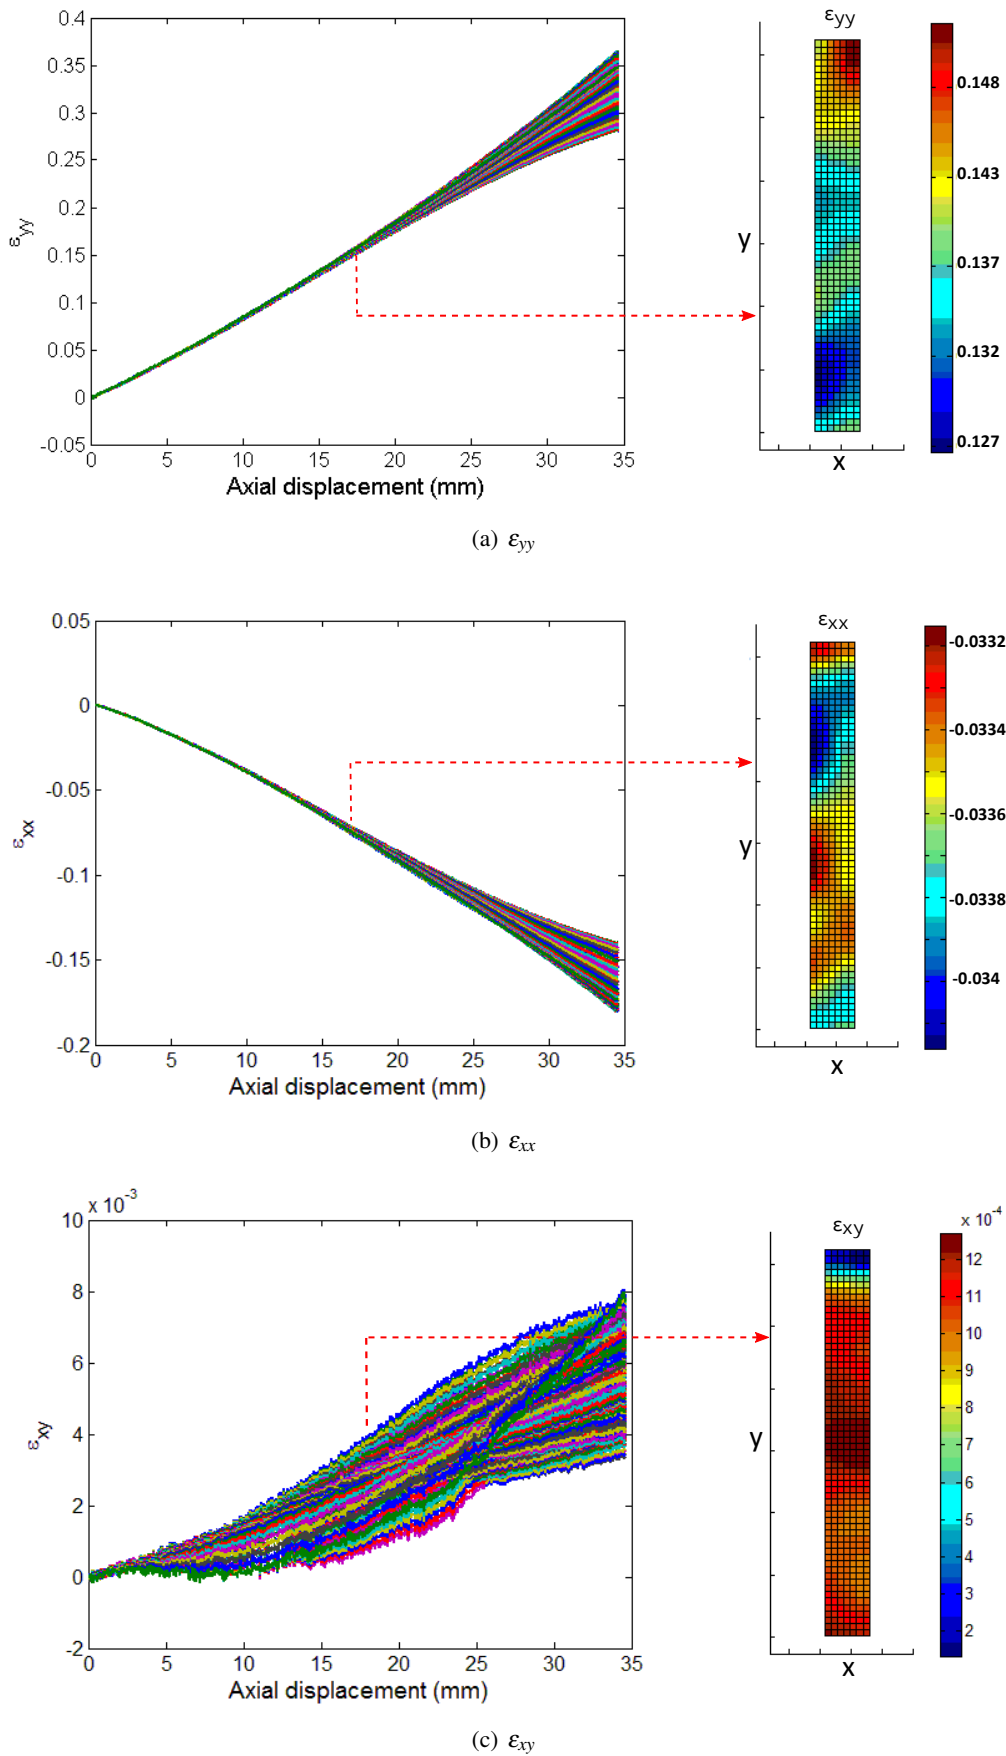 0.4
0.35
0.3
0.25
0.2
0.15
0.1
0.05
0
-0.05
εyy
0 5 10 15 20 25 30 35
Axial displacement (mm)
εyy
y
x
0.148
0.143
0.137
0.132
0.127
(a) εyy
0.05
0
-0.05
-0.1
-0.15
-0.2
εxx
0 5 10 15 20 25 30 35
Axial displacement (mm)
εxx
y
x
-0.0332
-0.0334
-0.0336
-0.0338
-0.034
(b) εxx
x 10⁻³
10
8
6
4
2
0
-2
εxy
0 5 10 15 20 25 30 35
Axial displacement (mm)
εxy
y
x
x 10⁻⁴
12
11
10
9
8
7
6
5
4
3
2
(c) εxy